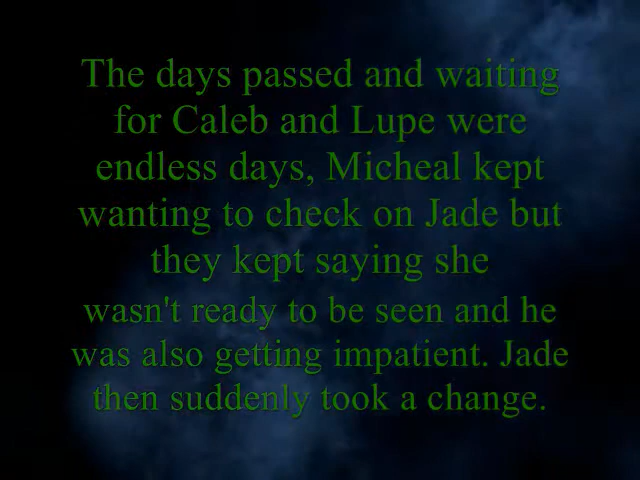 The days passed and waiting
for Caleb and Lupe were
endless days, Micheal kept
wanting to check on Jade but
they kept saying she
wasn't ready to be seen and he
was also getting impatient. Jade
then suddenly took a change.